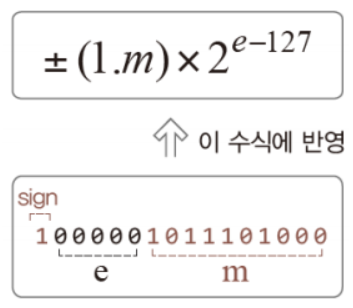 ± (1.m) × 2^{e−127}
이 수식에 반영
sign
1000001011101000
e m